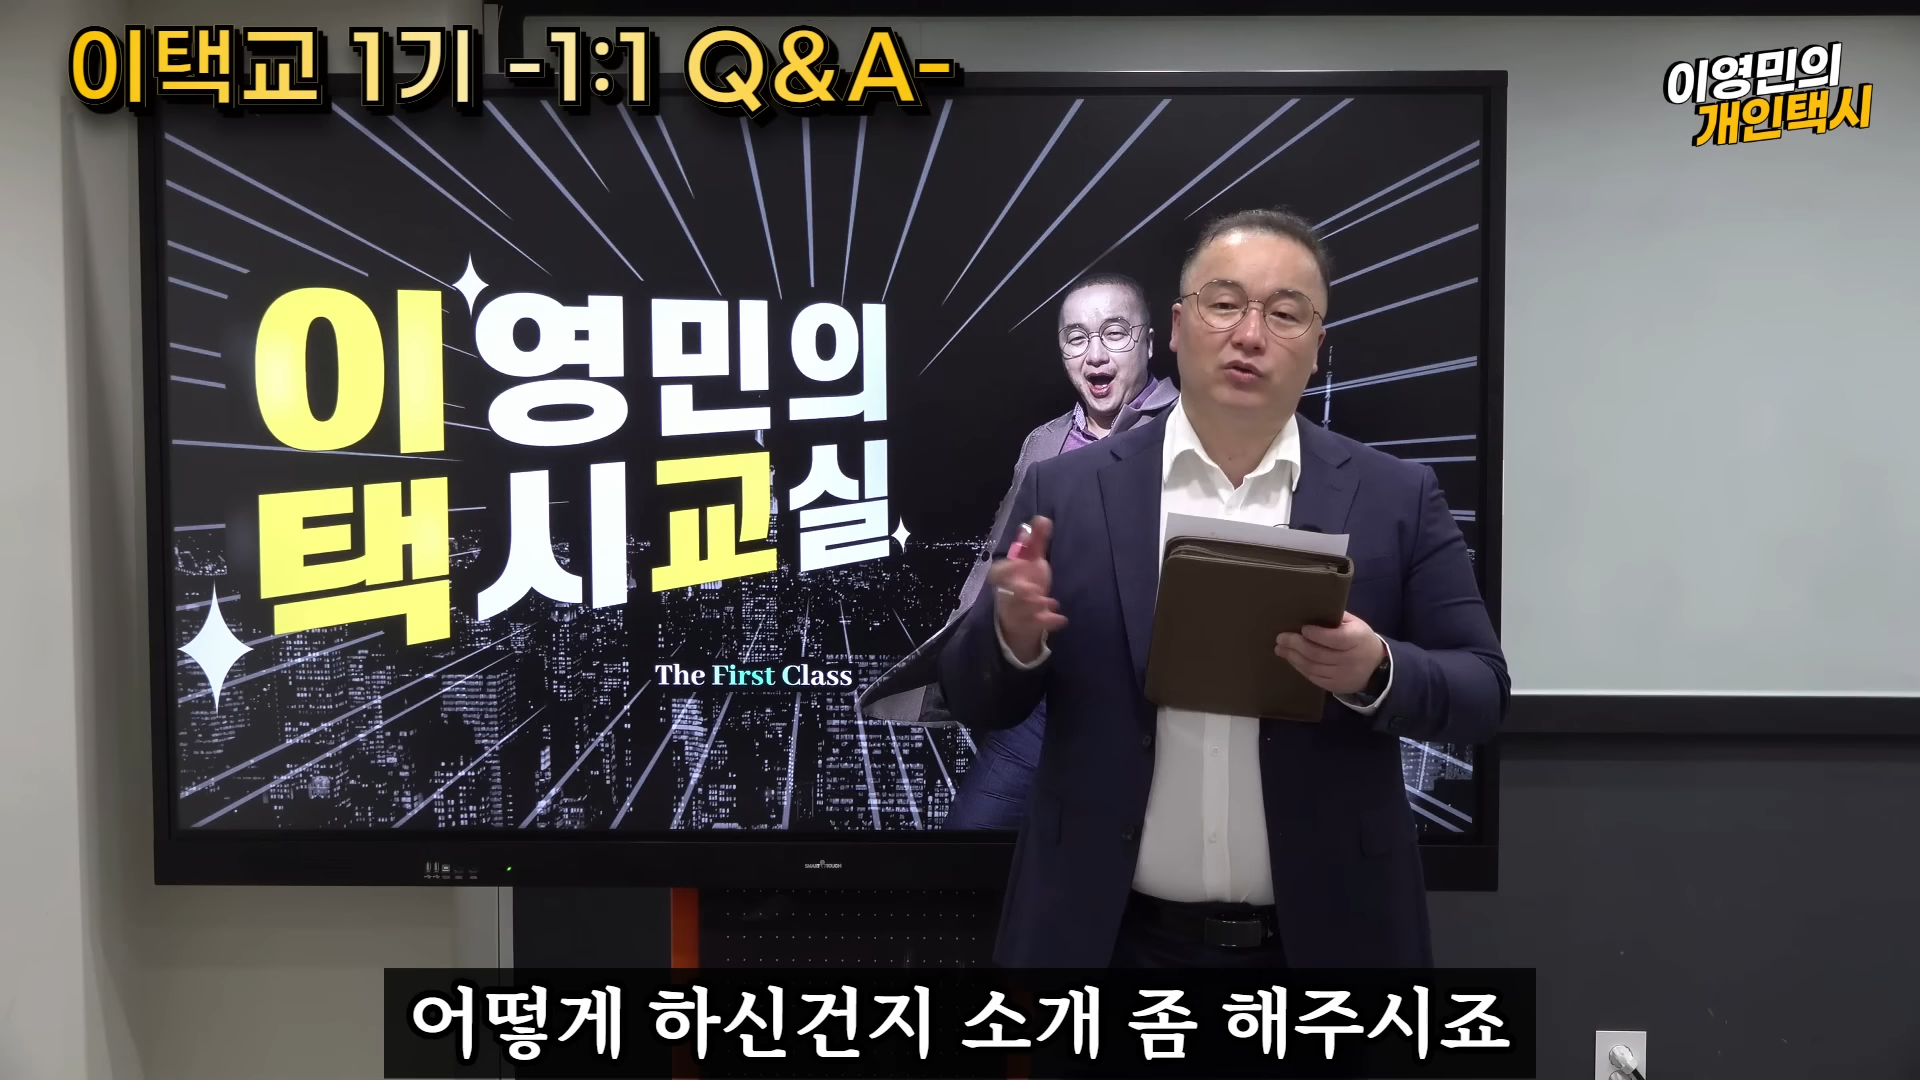 이택교 1기 -1:1 Q&A-
이영민의
개인택시
이영민의
택시교실
The First Class
SMART TOUCH
어떻게 하신건지 소개 좀 해주시죠